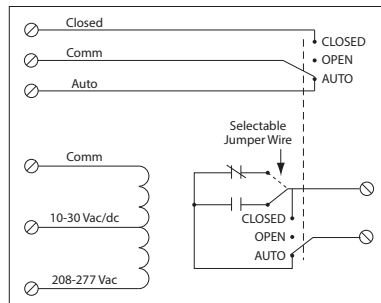 Closed
CLOSED
Comm
OPEN
AUTO
Auto
Selectable
Jumper Wire
Comm
10-30 Vac/dc
CLOSED
OPEN
AUTO
208-277 Vac